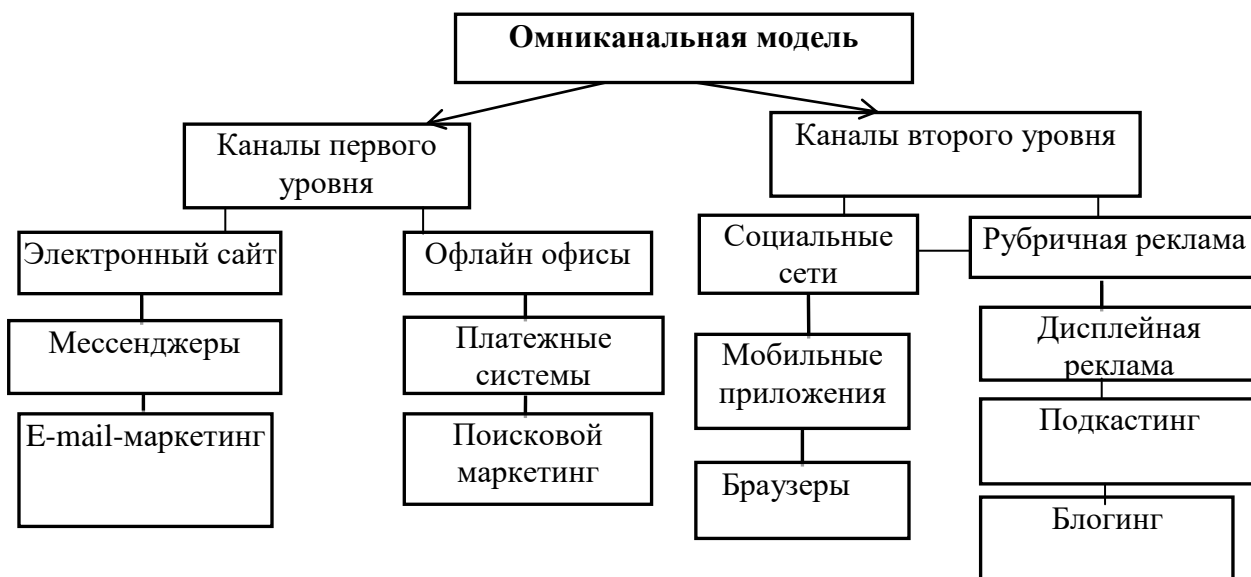 Омниканальная модель
Каналы первого
уровня
Каналы второго уровня
Электронный сайт
Офлайн офисы
Социальные
сети
Рубричная реклама
Мессенджеры
Платежные
системы
Мобильные
приложения
Дисплейная
реклама
E-mail-маркетинг
Поисковой
маркетинг
Браузеры
Подкастинг
Блогинг